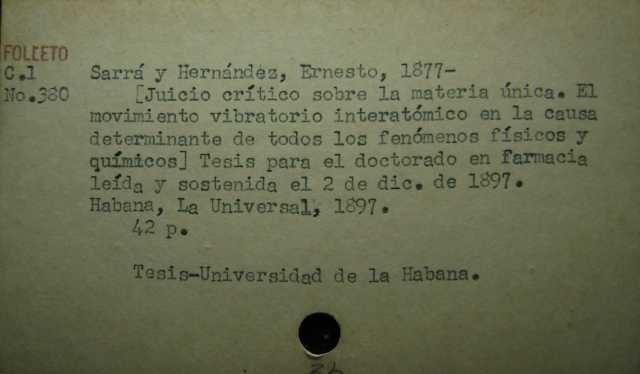 FOLLETO
C.1 Sarrá y Hernández, Ernesto, 1877-
No.380 [Juicio crítico sobre la materia única. El
movimiento vibratorio interatómico en la causa
determinante de todos los fenómenos físicos y
químicos] Tesis para el doctorado en farmacia
leída y sostenida el 2 de dic. de 1897.
Habana, La Universal, 1897.
42 p.
Tesis-Universidad de la Habana.